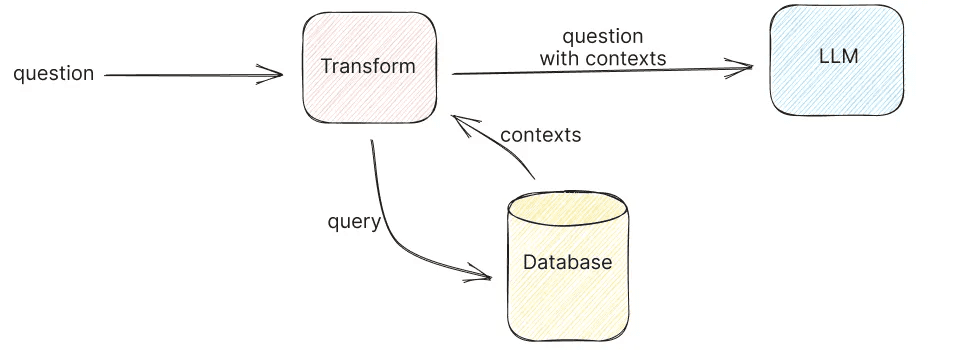 question
Transform
question
with contexts
LLM
contexts
query
Database